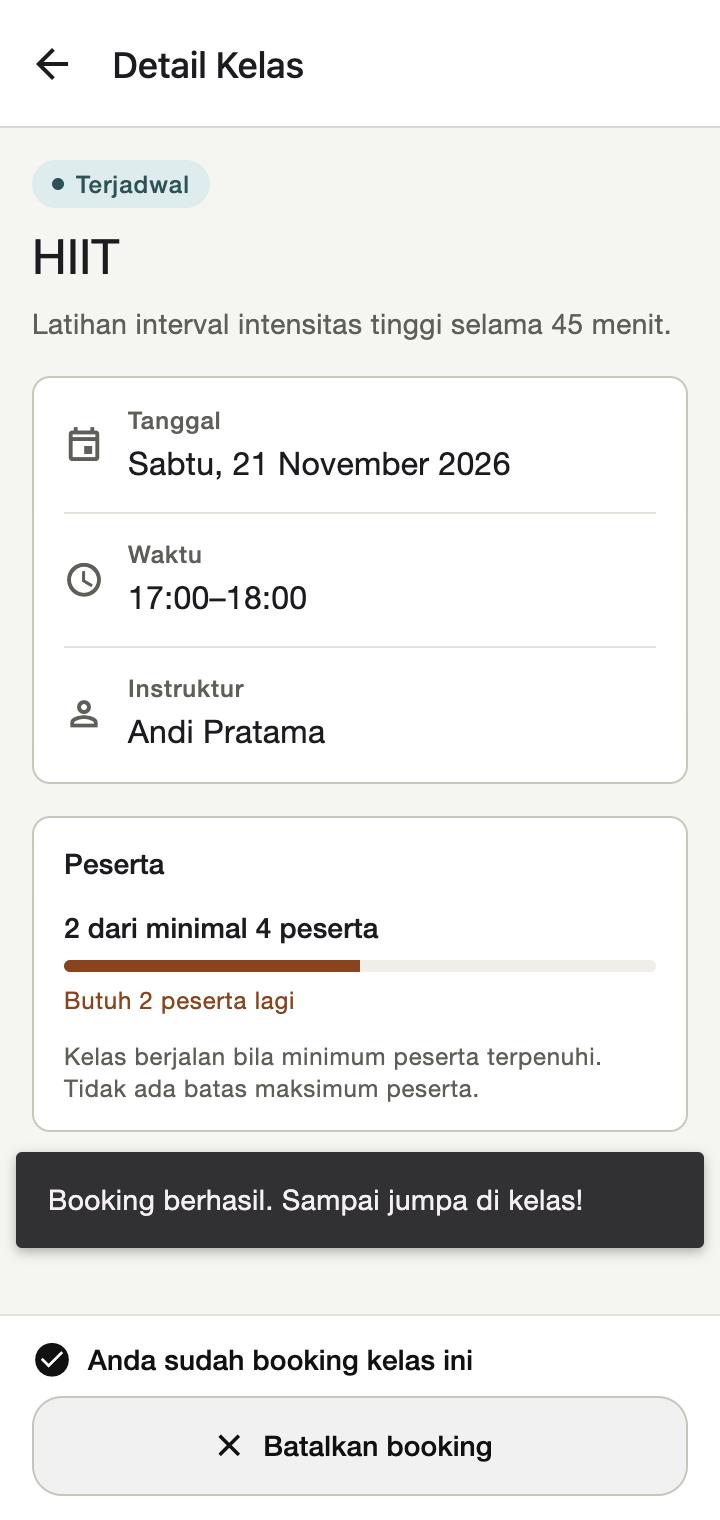 Detail Kelas
Terjadwal
HIIT
Latihan interval intensitas tinggi selama 45 menit.
Tanggal
Sabtu, 21 November 2026
Waktu
17:00–18:00
Instruktur
Andi Pratama
Peserta
2 dari minimal 4 peserta
Butuh 2 peserta lagi
Kelas berjalan bila minimum peserta terpenuhi.
Tidak ada batas maksimum peserta.
Booking berhasil. Sampai jumpa di kelas!
Anda sudah booking kelas ini
Batalkan booking